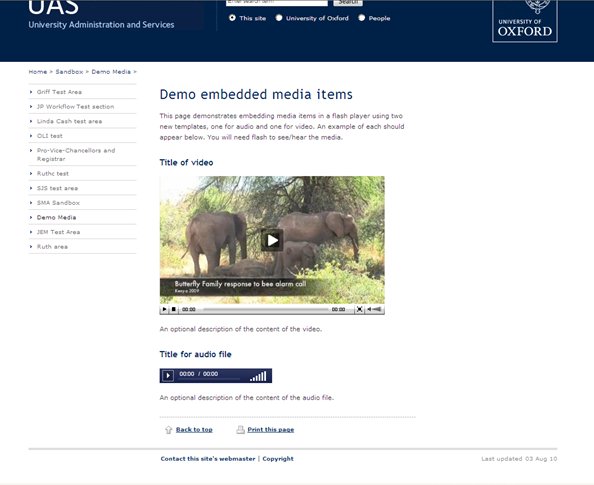 UAS
University Administration and Services
Enter search term
Search
This site University of Oxford People
UNIVERSITY OF
OXFORD
Home > Sandbox > Demo Media >
Griff Test Area
JP Workflow Test section
Linda Cash test area
OLI test
Pro-Vice-Chancellors and
Registrar
Ruthc test
SJS test area
SMA Sandbox
Demo Media
JEM Test Area
Ruth area
Demo embedded media items
This page demonstrates embedding media items in a flash player using two
new templates, one for audio and one for video. An example of each should
appear below. You will need flash to see/hear the media.
Title of video
Butterfly Family response to bee alarm call
Kenya 2009
00:00 00:00
An optional description of the content of the video.
Title for audio file
00:00 / 00:00
An optional description of the content of the audio file.
Back to top Print this page
Contact this site's webmaster | Copyright
Last updated 03 Aug 10